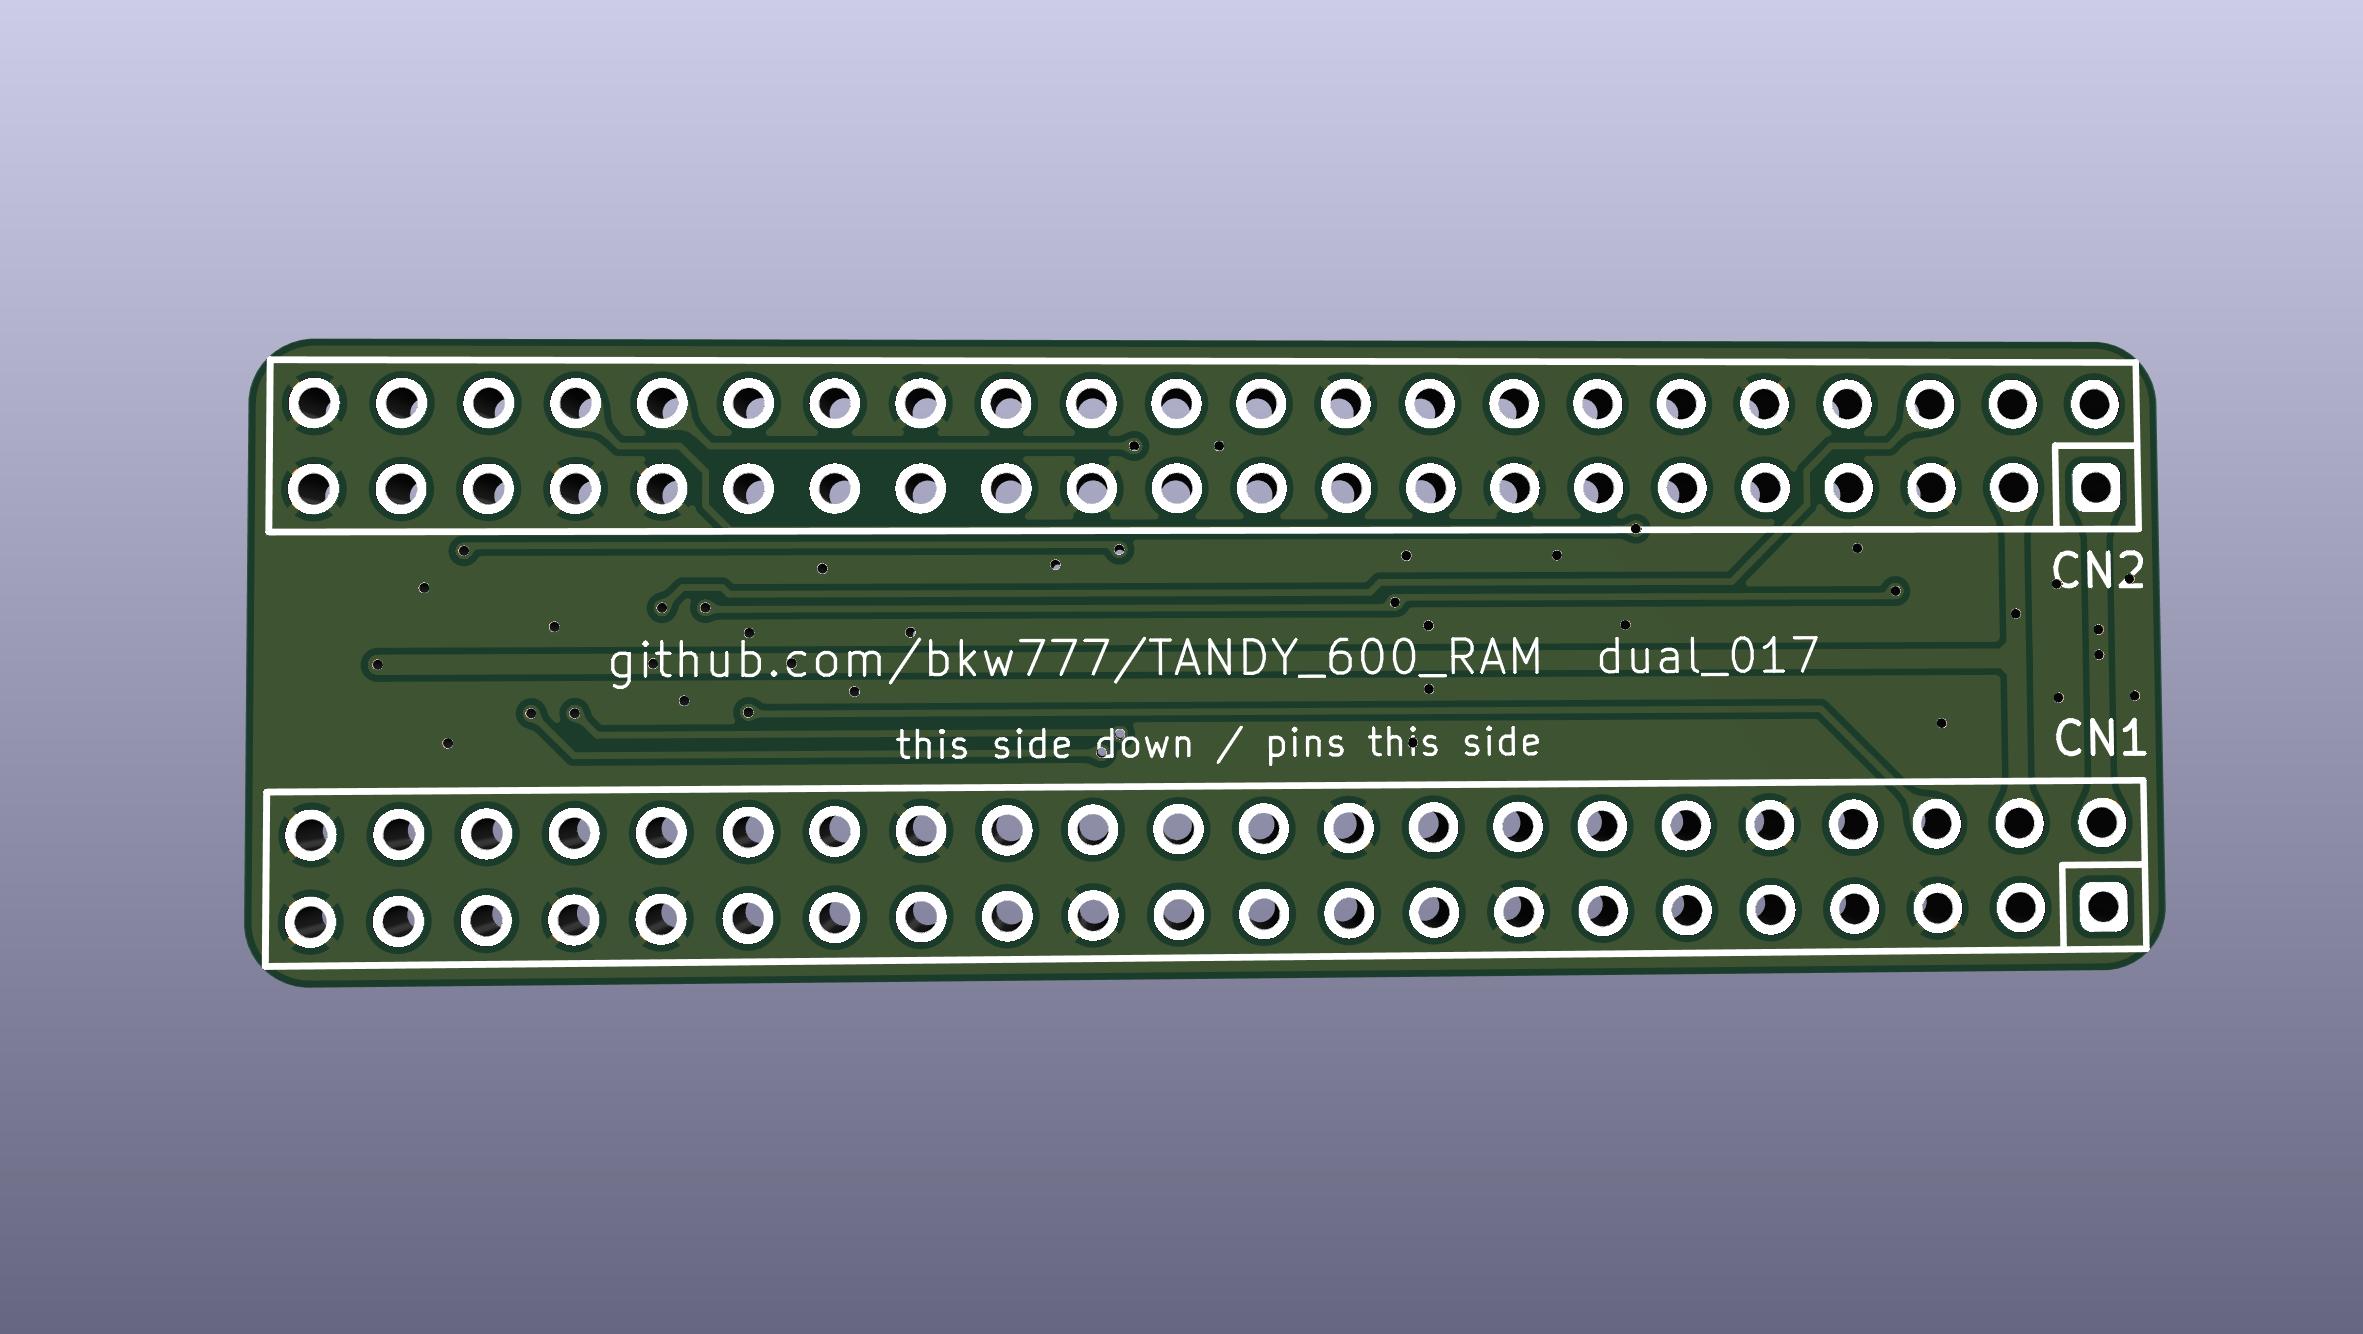 CN2
github.com/bkw777/TANDY_600_RAM dual_017
CN1
this side down / pins this side